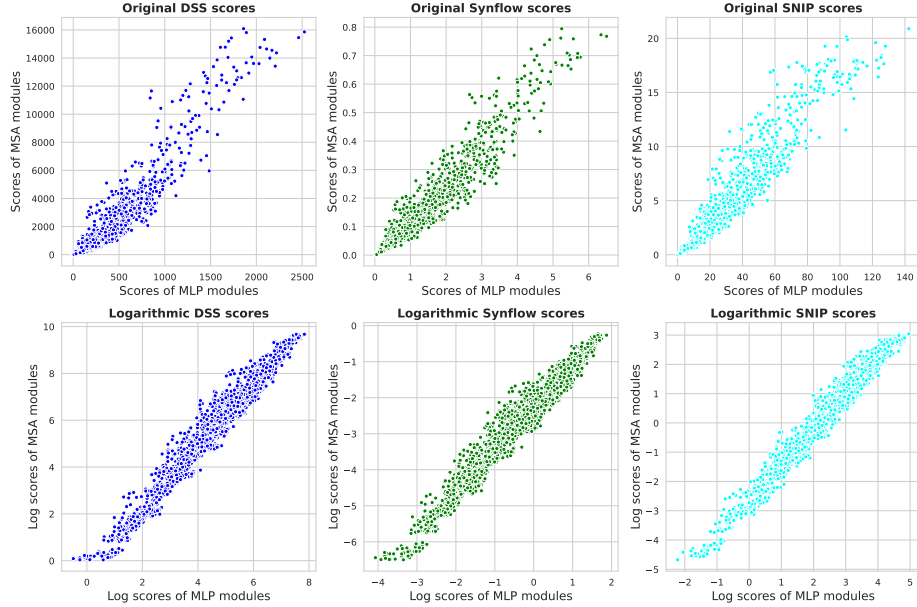 Original DSS scores
Original Synflow scores
Original SNIP scores
16000
14000
12000
10000
8000
6000
4000
2000
0
0 500 1000 1500 2000 2500
Scores of MSA modules
Scores of MLP modules
0.8
0.7
0.6
0.5
0.4
0.3
0.2
0.1
0.0
0 1 2 3 4 5 6
Scores of MSA modules
Scores of MLP modules
20
15
10
5
0
0 20 40 60 80 100 120 140
Scores of MSA modules
Scores of MLP modules
Logarithmic DSS scores
Logarithmic Synflow scores
Logarithmic SNIP scores
10
8
6
4
2
0
0 2 4 6 8
Log scores of MSA modules
Log scores of MLP modules
0
−1
−2
−3
−4
−5
−6
−4 −3 −2 −1 0 1 2
Log scores of MSA modules
Log scores of MLP modules
3
2
1
0
−1
−2
−3
−4
−5
−2 −1 0 1 2 3 4 5
Log scores of MSA modules
Log scores of MLP modules